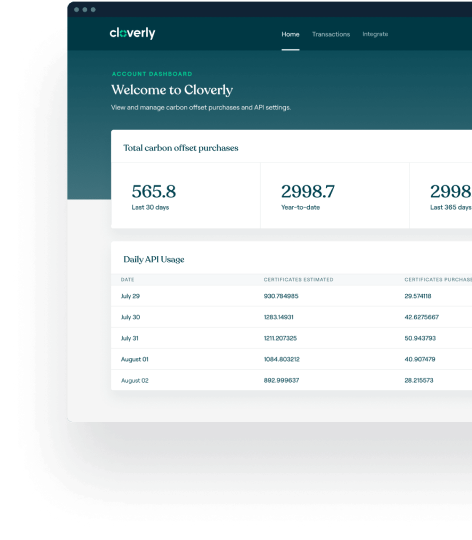 cloverly
Home Transactions Integrate
ACCOUNT DASHBOARD
Welcome to Cloverly
View and manage carbon offset purchases and API settings.
Total carbon offset purchases
565.8 2998.7 2998
Last 30 days Year-to-date Last 365 days
Daily API Usage
DATE CERTIFICATES ESTIMATED CERTIFICATES PURCHASE
July 29 930.784985 29.574118
July 30 1283.14931 42.6275667
July 31 1211.207325 50.943793
August 01 1084.803212 40.907479
August 02 892.999637 28.215573